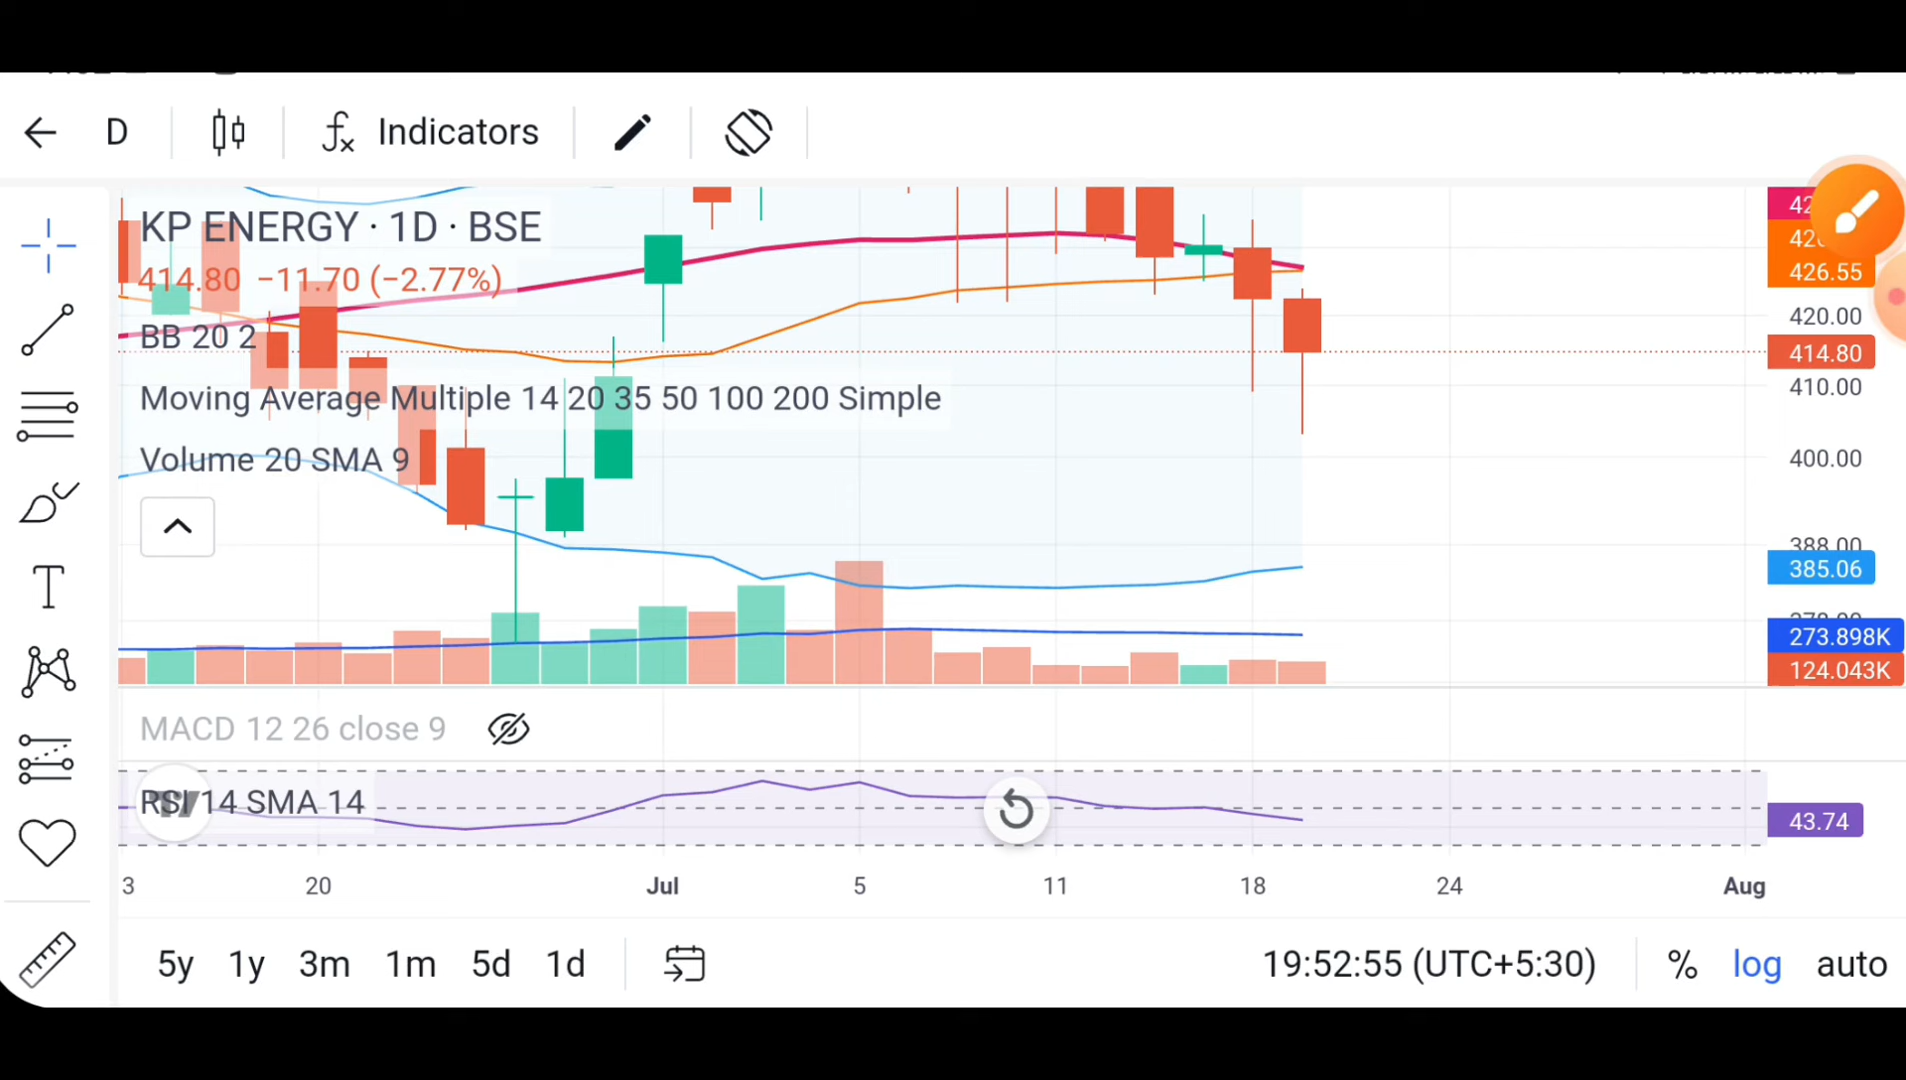 D
Indicators
KP ENERGY · 1D · BSE
414.80 −11.70 (−2.77%)
BB 20 2
Moving Average Multiple 14 20 35 50 100 200 Simple
Volume 20 SMA 9
426.55
420.00
414.80
410.00
400.00
388.00
385.06
273.898K
124.043K
MACD 12 26 close 9
RSI 14 SMA 14
43.74
3 20 Jul 5 11 18 24 Aug
5y 1y 3m 1m 5d 1d
19:52:55 (UTC+5:30) % log auto